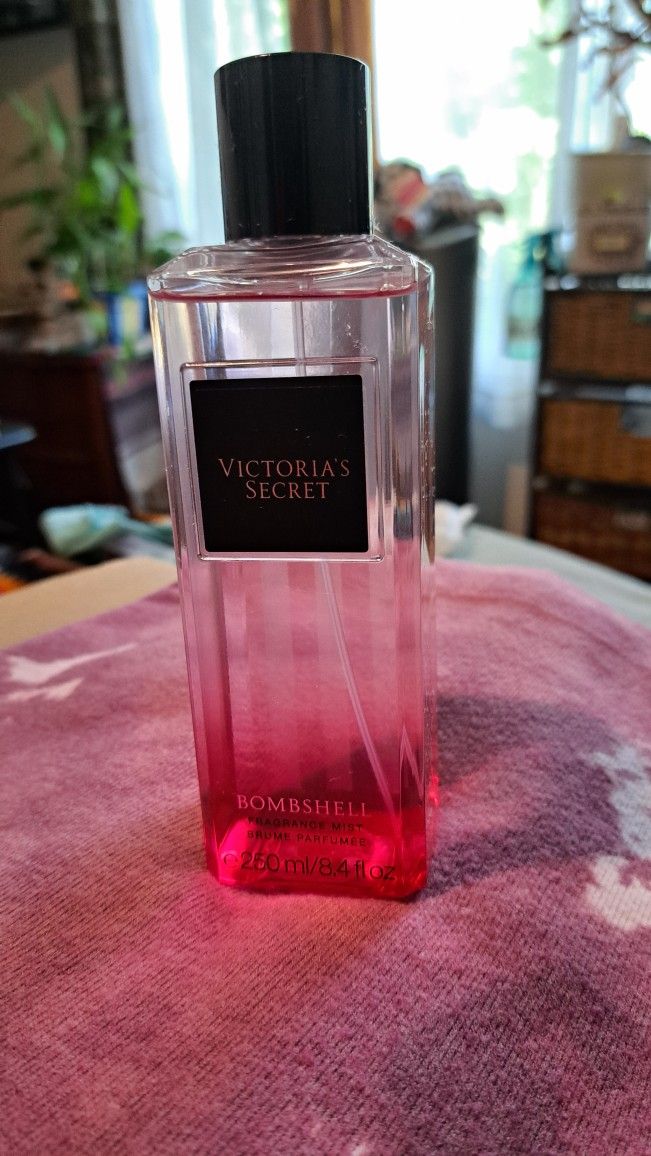 VICTORIA'S
SECRET
BOMBSHELL
FRAGRANCE MIST
BRUME PARFUMÉE
℮ 250 ml/8.4 fl oz